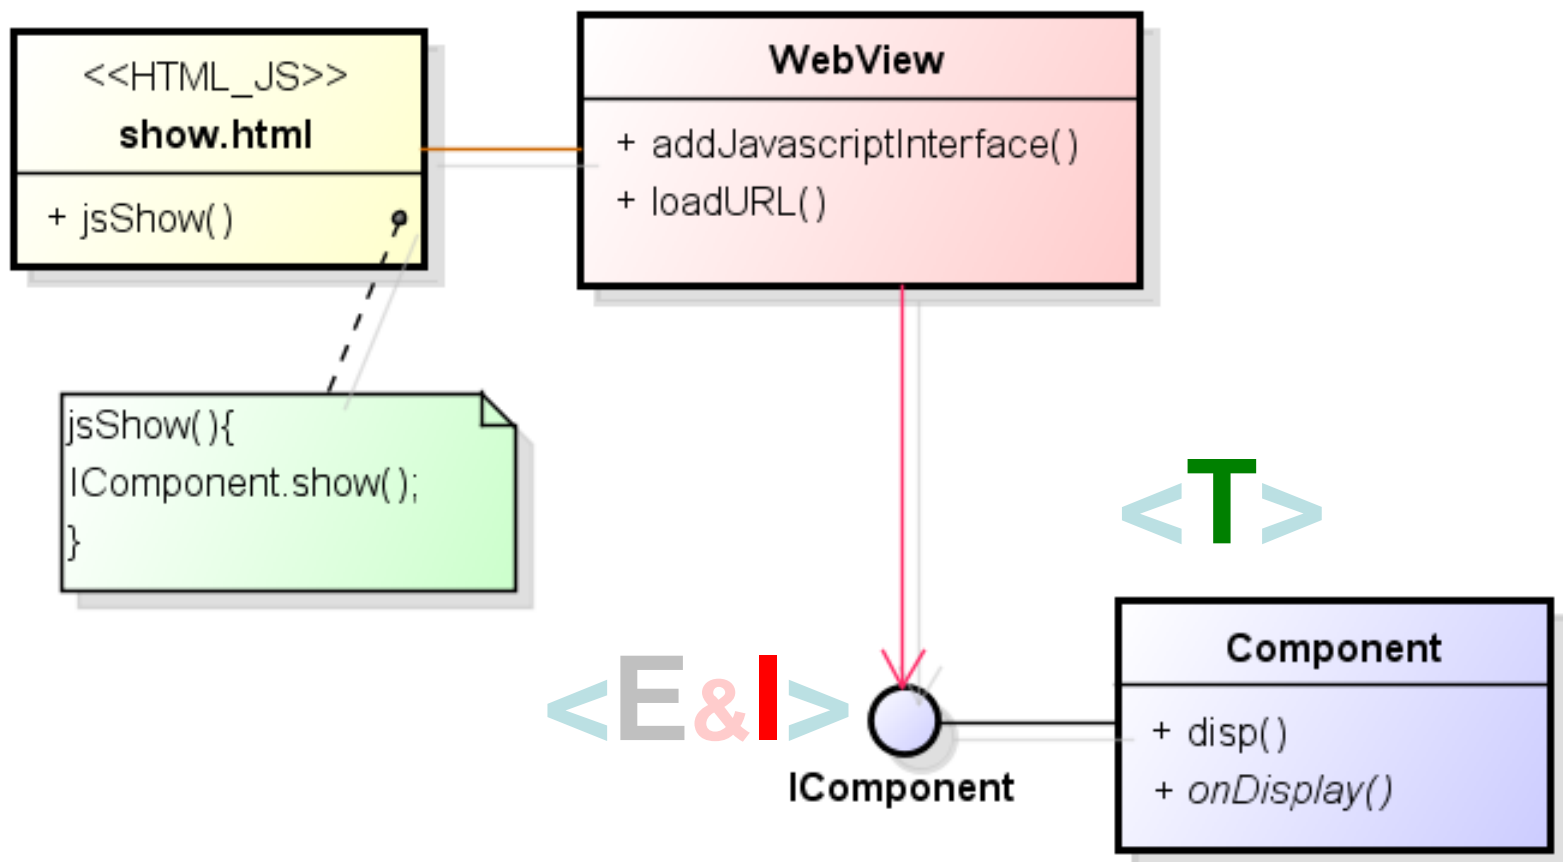 <<HTML_JS>>
show.html
+ jsShow()
WebView
+ addJavascriptInterface()
+ loadURL()
jsShow(){
IComponent.show();
}
<T>
<E&I>
IComponent
Component
+ disp()
+ onDisplay()